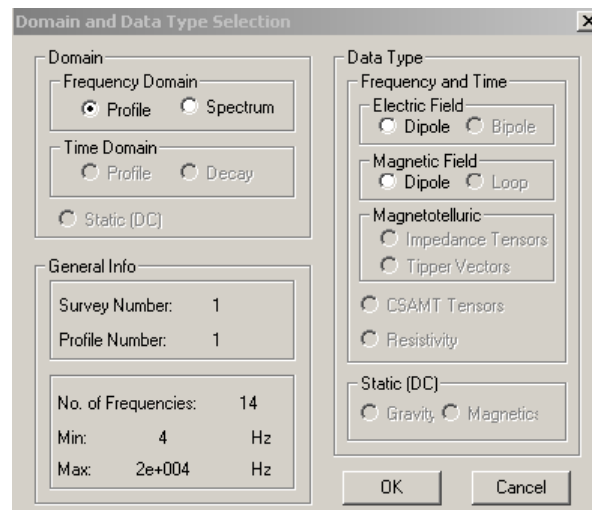 Domain and Data Type Selection
Domain
Frequency Domain
Profile Spectrum
Time Domain
Profile Decay
Static (DC)
General Info
Survey Number: 1
Profile Number: 1
No. of Frequencies: 14
Min: 4 Hz
Max: 2e+004 Hz
Data Type
Frequency and Time
Electric Field
Dipole Bipole
Magnetic Field
Dipole Loop
Magnetotelluric
Impedance Tensors
Tipper Vectors
CSAMT Tensors
Resistivity
Static (DC)
Gravity Magnetics
OK Cancel